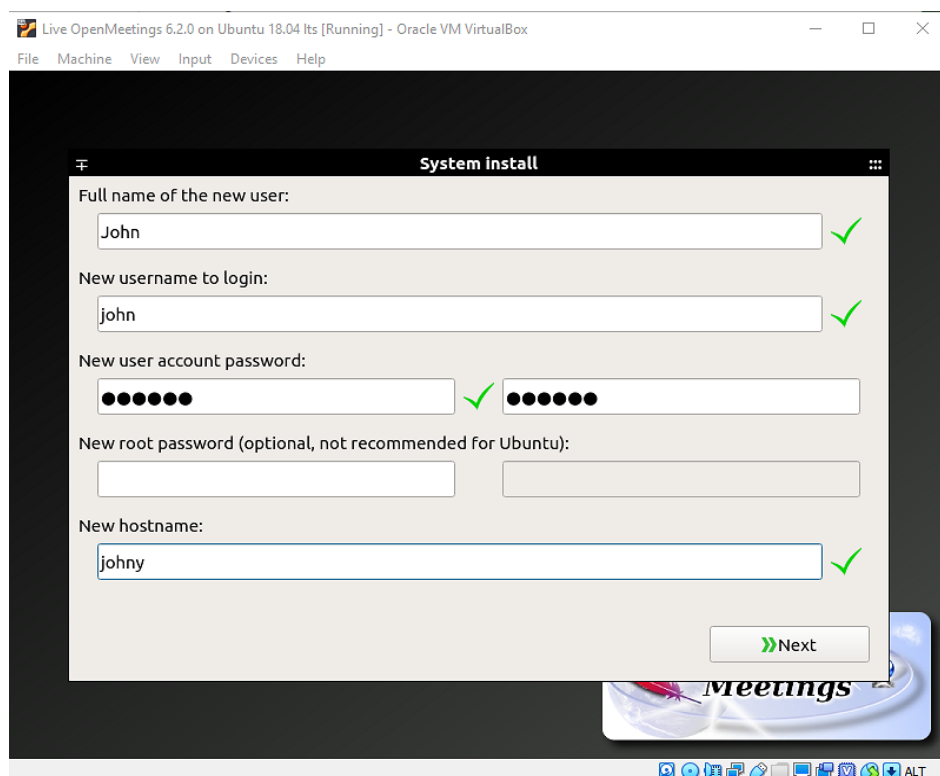 Live OpenMeetings 6.2.0 on Ubuntu 18.04 lts [Running] - Oracle VM VirtualBox
File Machine View Input Devices Help
System install
Full name of the new user:
John
New username to login:
john
New user account password:
●●●●●● ●●●●●●
New root password (optional, not recommended for Ubuntu):
New hostname:
johny
Next
Meetings
ALT